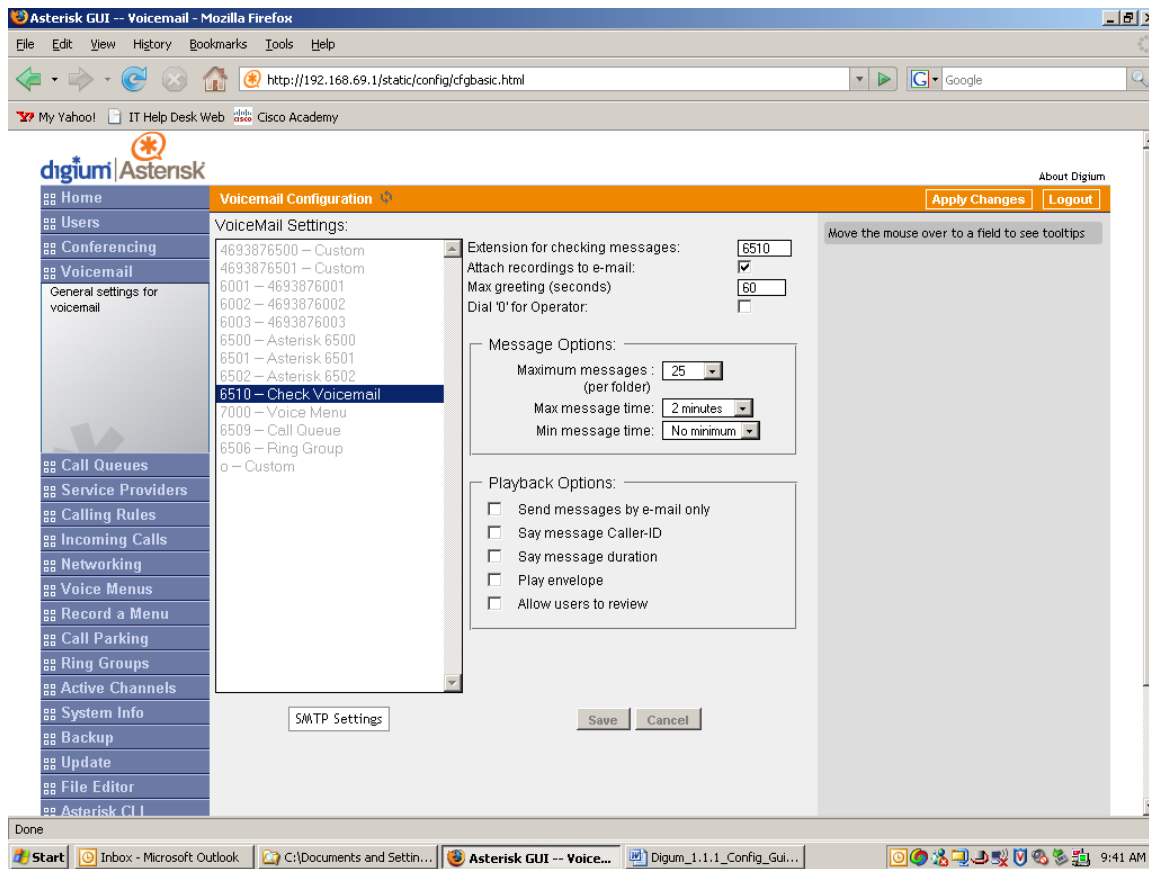 Asterisk GUI -- Voicemail - Mozilla Firefox
File Edit View History Bookmarks Tools Help
http://192.168.69.1/static/config/cfgbasic.html
G Google
My Yahoo! IT Help Desk Web Cisco Academy
digium Asterisk
About Digium
Home
Voicemail Configuration
Apply Changes Logout
Users
Conferencing
Voicemail
General settings for
voicemail
Call Queues
Service Providers
Calling Rules
Incoming Calls
Networking
Voice Menus
Record a Menu
Call Parking
Ring Groups
Active Channels
System Info
Backup
Update
File Editor
Asterisk CLI
VoiceMail Settings:
4693876500 – Custom
4693876501 – Custom
6001 – 4693876001
6002 – 4693876002
6003 – 4693876003
6500 – Asterisk 6500
6501 – Asterisk 6501
6502 – Asterisk 6502
6510 – Check Voicemail
7000 – Voice Menu
6509 – Call Queue
6506 – Ring Group
o – Custom
SMTP Settings
Extension for checking messages: 6510
Attach recordings to e-mail:
Max greeting (seconds) 60
Dial '0' for Operator:
Message Options:
Maximum messages : 25
(per folder)
Max message time: 2 minutes
Min message time: No minimum
Playback Options:
Send messages by e-mail only
Say message Caller-ID
Say message duration
Play envelope
Allow users to review
Save Cancel
Move the mouse over to a field to see tooltips
Done
Start Inbox - Microsoft Outlook C:\Documents and Settin... Asterisk GUI -- Voice... Digum_1.1.1_Config_Gui... 9:41 AM